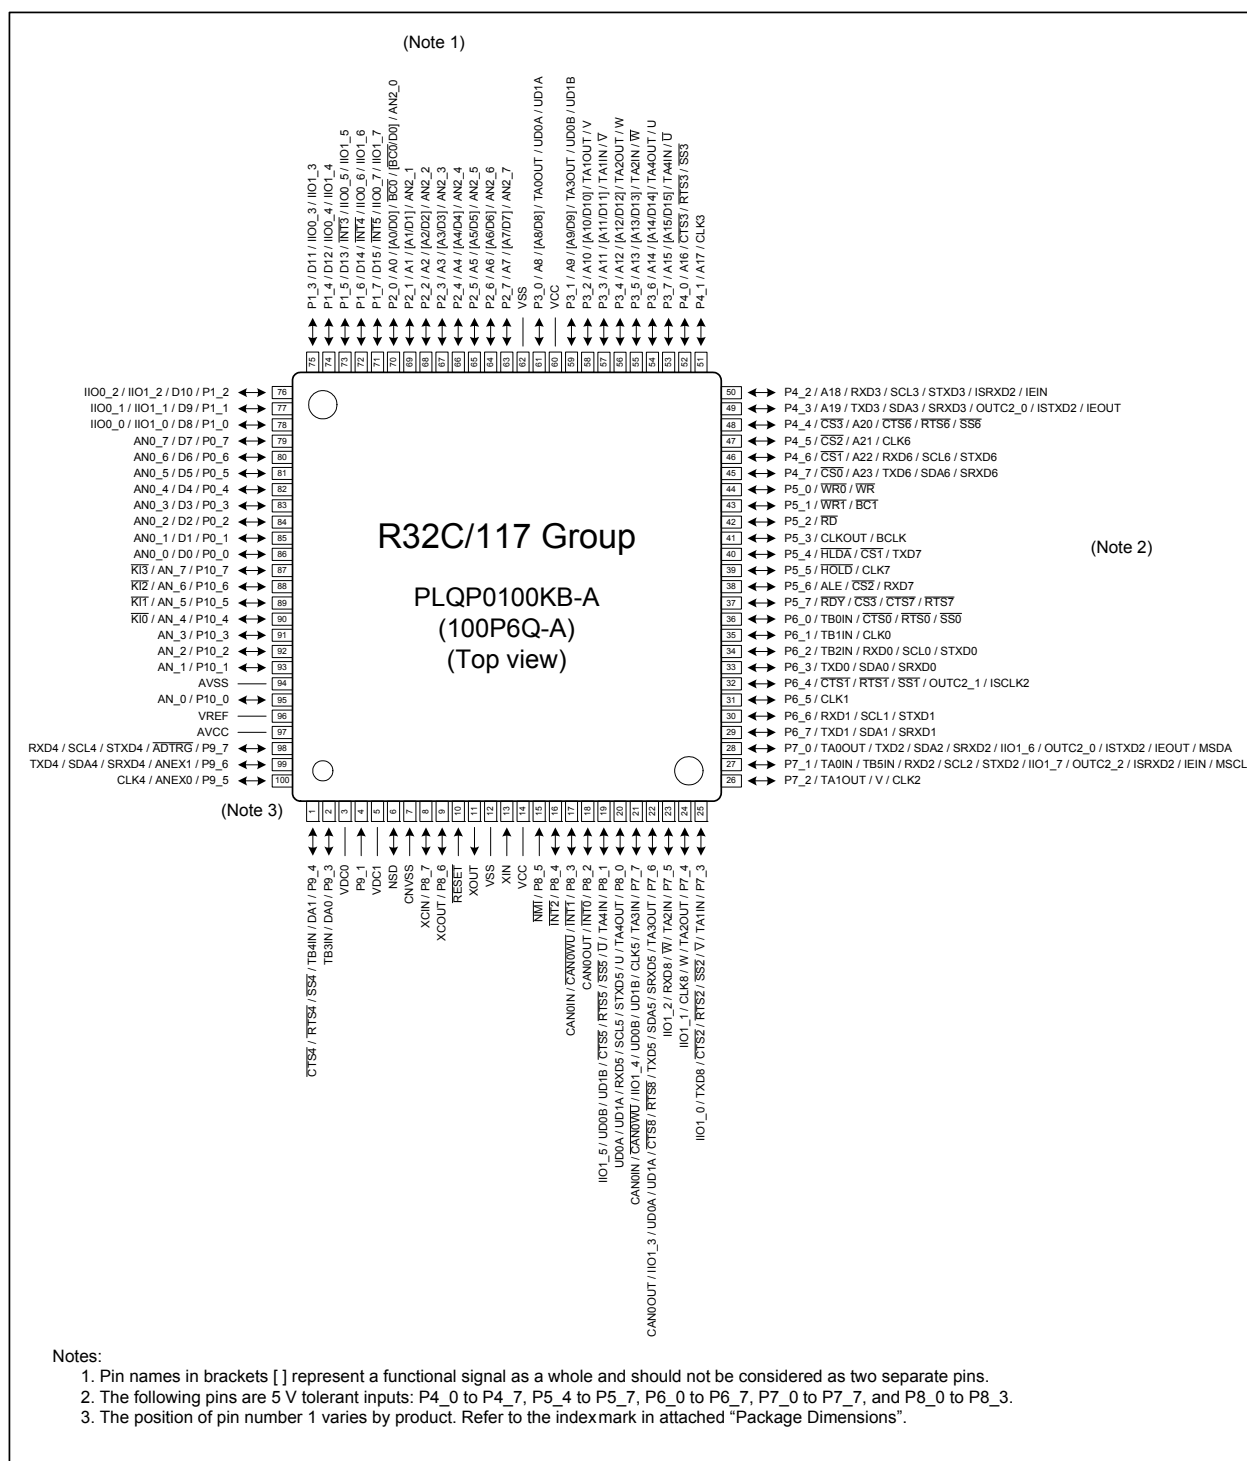 (Note 1)
P1_3 / D11 / IIO0_3 / IIO1_3
P1_4 / D12 / IIO0_4 / IIO1_4
P1_5 / D13 / INT3 / IIO0_5 / IIO1_5
P1_6 / D14 / INT4 / IIO0_6 / IIO1_6
P1_7 / D15 / INT5 / IIO0_7 / IIO1_7
P2_0 / A0 / [A0/D0] / BC0 / [BC0/D0] / AN2_0
P2_1 / A1 / [A1/D1] / AN2_1
P2_2 / A2 / [A2/D2] / AN2_2
P2_3 / A3 / [A3/D3] / AN2_3
P2_4 / A4 / [A4/D4] / AN2_4
P2_5 / A5 / [A5/D5] / AN2_5
P2_6 / A6 / [A6/D6] / AN2_6
P2_7 / A7 / [A7/D7] / AN2_7
VSS
P3_0 / A8 / [A8/D8] / TA0OUT / UD0A / UD1A
VCC
P3_1 / A9 / [A9/D9] / TA3OUT / UD0B / UD1B
P3_2 / A10 / [A10/D10] / TA1OUT / V
P3_3 / A11 / [A11/D11] / TA1IN / V
P3_4 / A12 / [A12/D12] / TA2OUT / W
P3_5 / A13 / [A13/D13] / TA2IN / W
P3_6 / A14 / [A14/D14] / TA4OUT / U
P3_7 / A15 / [A15/D15] / TA4IN / U
P4_0 / A16 / CTS3 / RTS3 / SS3
P4_1 / A17 / CLK3
75 74 73 72 71 70 69 68 67 66 65 64 63 62 61 60 59 58 57 56 55 54 53 52 51
IIO0_2 / IIO1_2 / D10 / P1_2 76
IIO0_1 / IIO1_1 / D9 / P1_1 77
IIO0_0 / IIO1_0 / D8 / P1_0 78
AN0_7 / D7 / P0_7 79
AN0_6 / D6 / P0_6 80
AN0_5 / D5 / P0_5 81
AN0_4 / D4 / P0_4 82
AN0_3 / D3 / P0_3 83
AN0_2 / D2 / P0_2 84
AN0_1 / D1 / P0_1 85
AN0_0 / D0 / P0_0 86
KI3 / AN_7 / P10_7 87
KI2 / AN_6 / P10_6 88
KI1 / AN_5 / P10_5 89
KI0 / AN_4 / P10_4 90
AN_3 / P10_3 91
AN_2 / P10_2 92
AN_1 / P10_1 93
AVSS 94
AN_0 / P10_0 95
VREF 96
AVCC 97
RXD4 / SCL4 / STXD4 / ADTRG / P9_7 98
TXD4 / SDA4 / SRXD4 / ANEX1 / P9_6 99
CLK4 / ANEX0 / P9_5 100
R32C/117 Group
PLQP0100KB-A
(100P6Q-A)
(Top view)
50 P4_2 / A18 / RXD3 / SCL3 / STXD3 / ISRXD2 / IEIN
49 P4_3 / A19 / TXD3 / SDA3 / SRXD3 / OUTC2_0 / ISTXD2 / IEOUT
48 P4_4 / CS3 / A20 / CTS6 / RTS6 / SS6
47 P4_5 / CS2 / A21 / CLK6
46 P4_6 / CS1 / A22 / RXD6 / SCL6 / STXD6
45 P4_7 / CS0 / A23 / TXD6 / SDA6 / SRXD6
44 P5_0 / WR0 / WR
43 P5_1 / WR1 / BC1
42 P5_2 / RD
41 P5_3 / CLKOUT / BCLK
40 P5_4 / HLDA / CS1 / TXD7
39 P5_5 / HOLD / CLK7
38 P5_6 / ALE / CS2 / RXD7
37 P5_7 / RDY / CS3 / CTS7 / RTS7
36 P6_0 / TB0IN / CTS0 / RTS0 / SS0
35 P6_1 / TB1IN / CLK0
34 P6_2 / TB2IN / RXD0 / SCL0 / STXD0
33 P6_3 / TXD0 / SDA0 / SRXD0
32 P6_4 / CTS1 / RTS1 / SS1 / OUTC2_1 / ISCLK2
31 P6_5 / CLK1
30 P6_6 / RXD1 / SCL1 / STXD1
29 P6_7 / TXD1 / SDA1 / SRXD1
28 P7_0 / TA0OUT / TXD2 / SDA2 / SRXD2 / IIO1_6 / OUTC2_0 / ISTXD2 / IEOUT / MSDA
27 P7_1 / TA0IN / TB5IN / RXD2 / SCL2 / STXD2 / IIO1_7 / OUTC2_2 / ISRXD2 / IEIN / MSCL
26 P7_2 / TA1OUT / V / CLK2
(Note 2)
(Note 3)
1 2 3 4 5 6 7 8 9 10 11 12 13 14 15 16 17 18 19 20 21 22 23 24 25
CTS4 / RTS4 / SS4 / TB4IN / DA1 / P9_4
TB3IN / DA0 / P9_3
VDC0
P9_1
VDC1
NSD
CNVSS
XCIN / P8_7
XCOUT / P8_6
RESET
XOUT
VSS
XIN
VCC
NMI / P8_5
INT2 / P8_4
CAN0IN / CAN0WU / INT1 / P8_3
CAN0OUT / INT0 / P8_2
IIO1_5 / UD0B / UD1B / CTS5 / RTS5 / SS5 / U / TA4IN / P8_1
UD0A / UD1A / RXD5 / SCL5 / STXD5 / U / TA4OUT / P8_0
CAN0IN / CAN0WU / IIO1_4 / UD0B / UD1B / CLK5 / TA3IN / P7_7
CAN0OUT / IIO1_3 / UD0A / UD1A / CTS8 / RTS8 / TXD5 / SDA5 / SRXD5 / TA3OUT / P7_6
IIO1_2 / RXD8 / W / TA2IN / P7_5
IIO1_1 / CLK8 / W / TA2OUT / P7_4
IIO1_0 / TXD8 / CTS2 / RTS2 / SS2 / V / TA1IN / P7_3
Notes:
1. Pin names in brackets [ ] represent a functional signal as a whole and should not be considered as two separate pins.
2. The following pins are 5 V tolerant inputs: P4_0 to P4_7, P5_4 to P5_7, P6_0 to P6_7, P7_0 to P7_7, and P8_0 to P8_3.
3. The position of pin number 1 varies by product. Refer to the index mark in attached “Package Dimensions”.